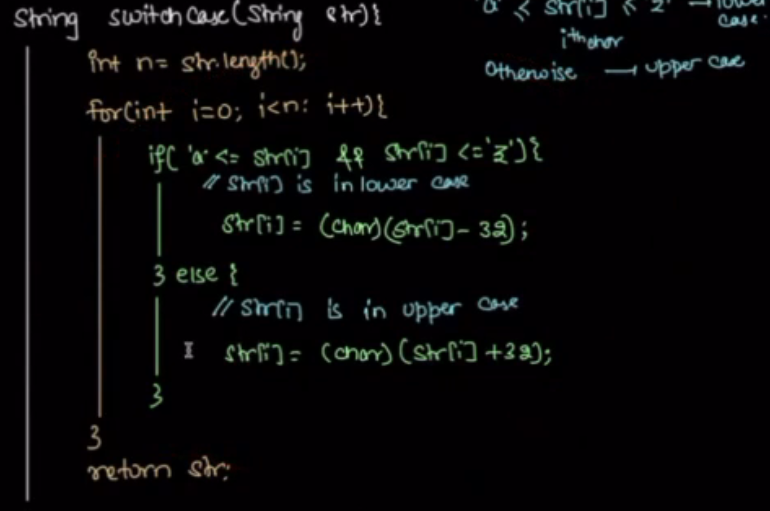 String switchCase(String str){
'a' <= str[i] <= 'z' → lower
case.
ith char
Otherwise → upper case
int n= str.length();
for(int i=0; i<n; i++){
if( 'a' <= str[i] && str[i] <='z'){
// str[i] is in lower case
str[i] = (char)(str[i]- 32);
} else {
// str[i] is in upper case
str[i] = (char)(str[i] +32);
}
}
return str;